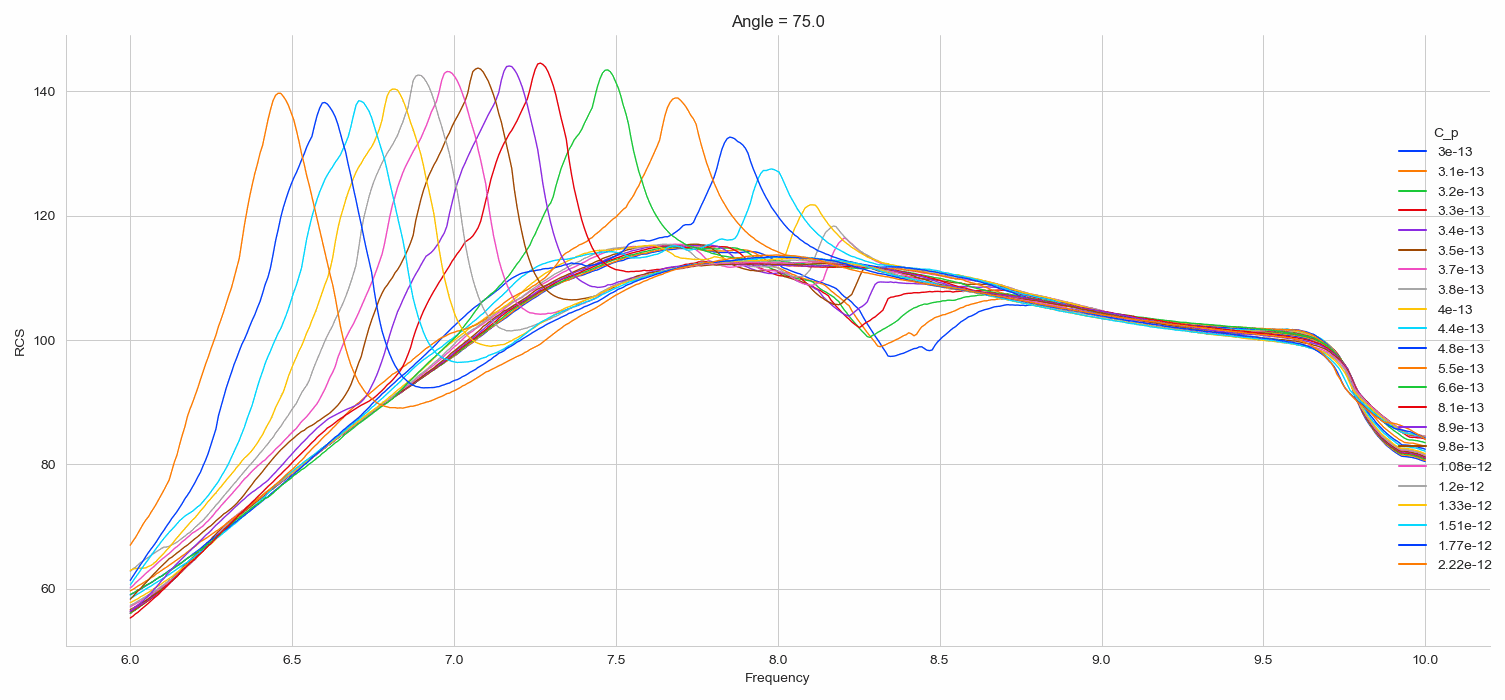 Angle = 75.0
140
120
100
80
60
RCS
6.0
6.5
7.0
7.5
8.0
8.5
9.0
9.5
10.0
Frequency
C_p
3e-13
3.1e-13
3.2e-13
3.3e-13
3.4e-13
3.5e-13
3.7e-13
3.8e-13
4e-13
4.4e-13
4.8e-13
5.5e-13
6.6e-13
8.1e-13
8.9e-13
9.8e-13
1.08e-12
1.2e-12
1.33e-12
1.51e-12
1.77e-12
2.22e-12